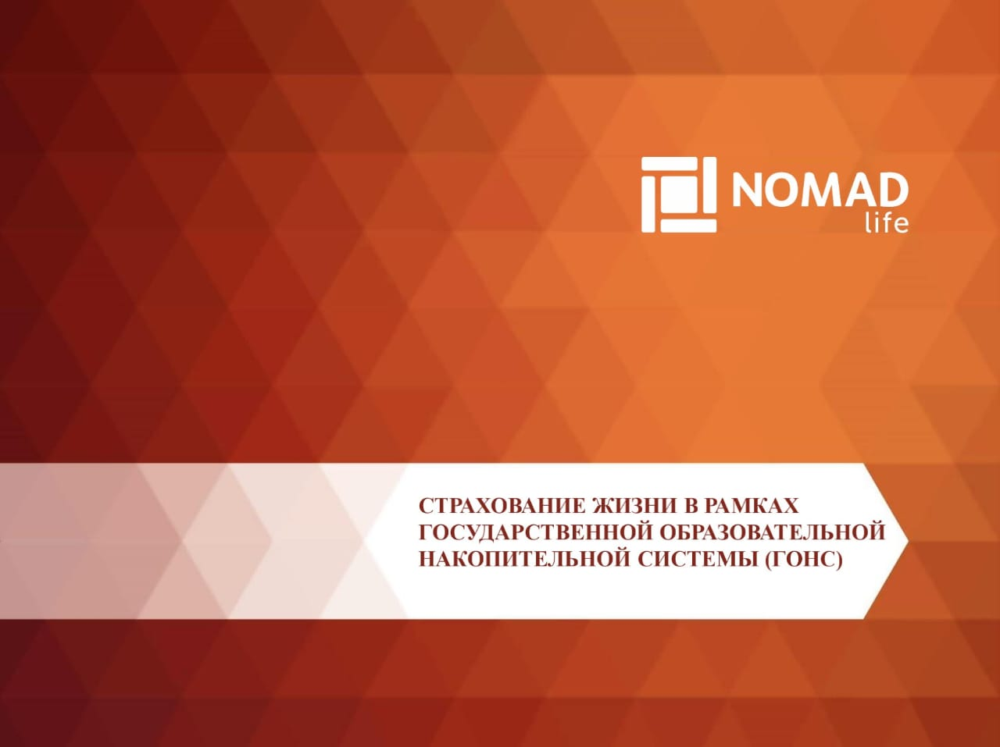 NOMAD
life
СТРАХОВАНИЕ ЖИЗНИ В РАМКАХ
ГОСУДАРСТВЕННОЙ ОБРАЗОВАТЕЛЬНОЙ
НАКОПИТЕЛЬНОЙ СИСТЕМЫ (ГОНС)